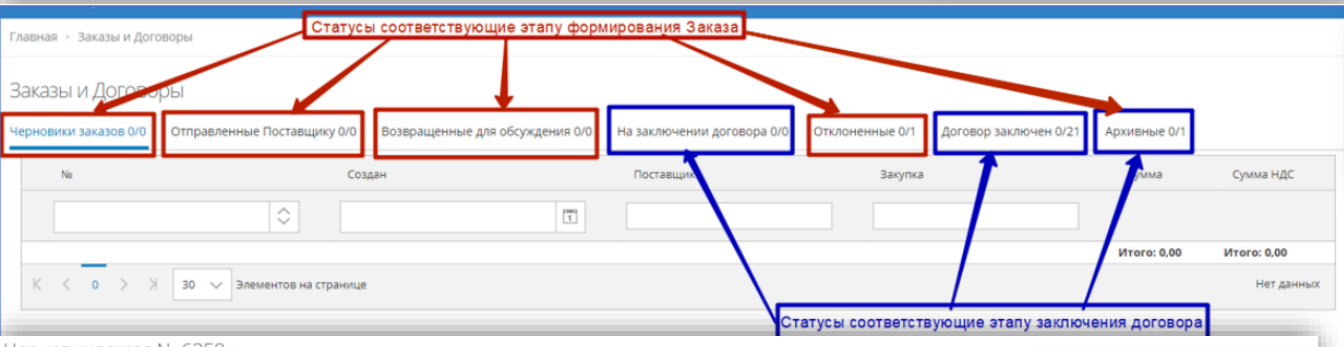 Статусы соответствующие этапу формирования Заказа
Главная Заказы и Договоры
Заказы и Договоры
Черновики заказов 0/0 Отправленные Поставщику 0/0 Возвращенные для обсуждения 0/0 На заключении договора 0/0 Отклоненные 0/1 Договор заключен 0/21 Архивные 0/1
№ Создан Поставщик Закупка Сумма Сумма НДС
1
Итого: 0,00 Итого: 0,00
0 30 Элементов на странице Нет данных
Статусы соответствующие этапу заключения договора